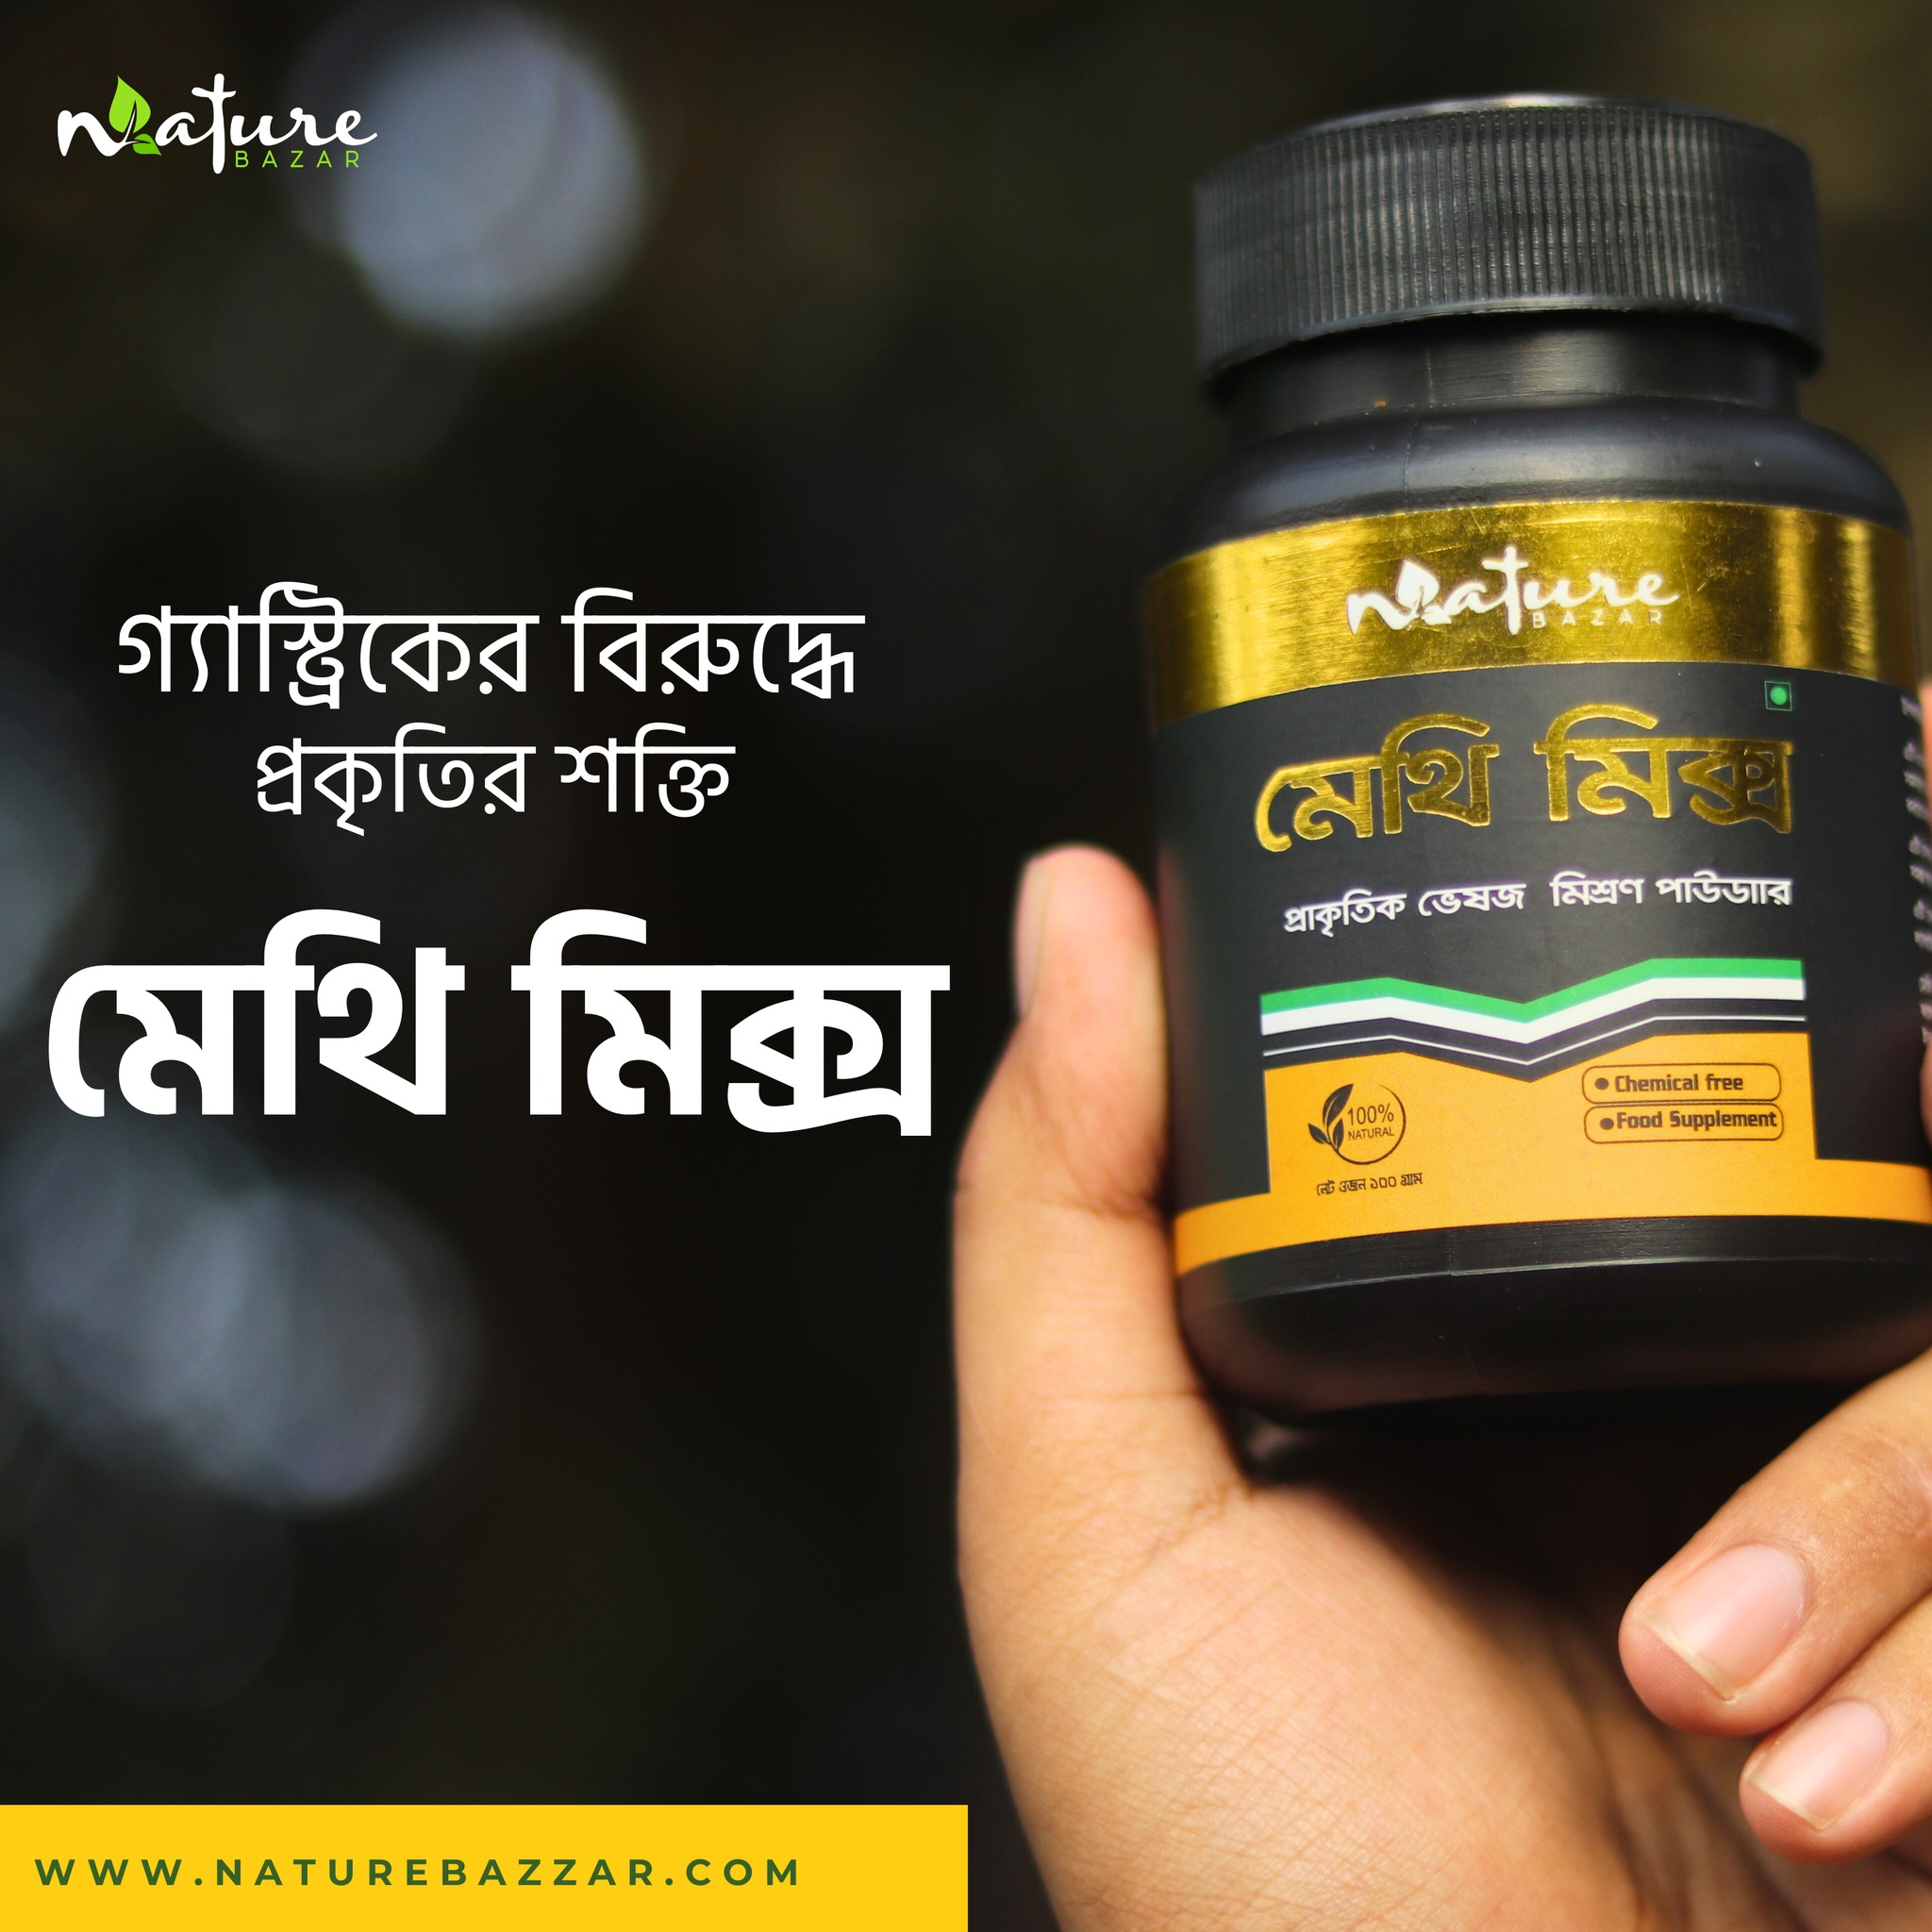 Nature
BAZAR
গ্যাস্ট্রিকের বিরুদ্ধে
প্রকৃতির শক্তি
মেথি মিক্স
Nature
BAZAR
মেথি মিক্স
প্রাকৃতিক ভেষজ মিশ্রণ পাউডাার
100%
NATURAL
Chemical free
Food Supplement
নেট ওজন ১০০ গ্রাম
WWW.NATUREBAZZAR.COM